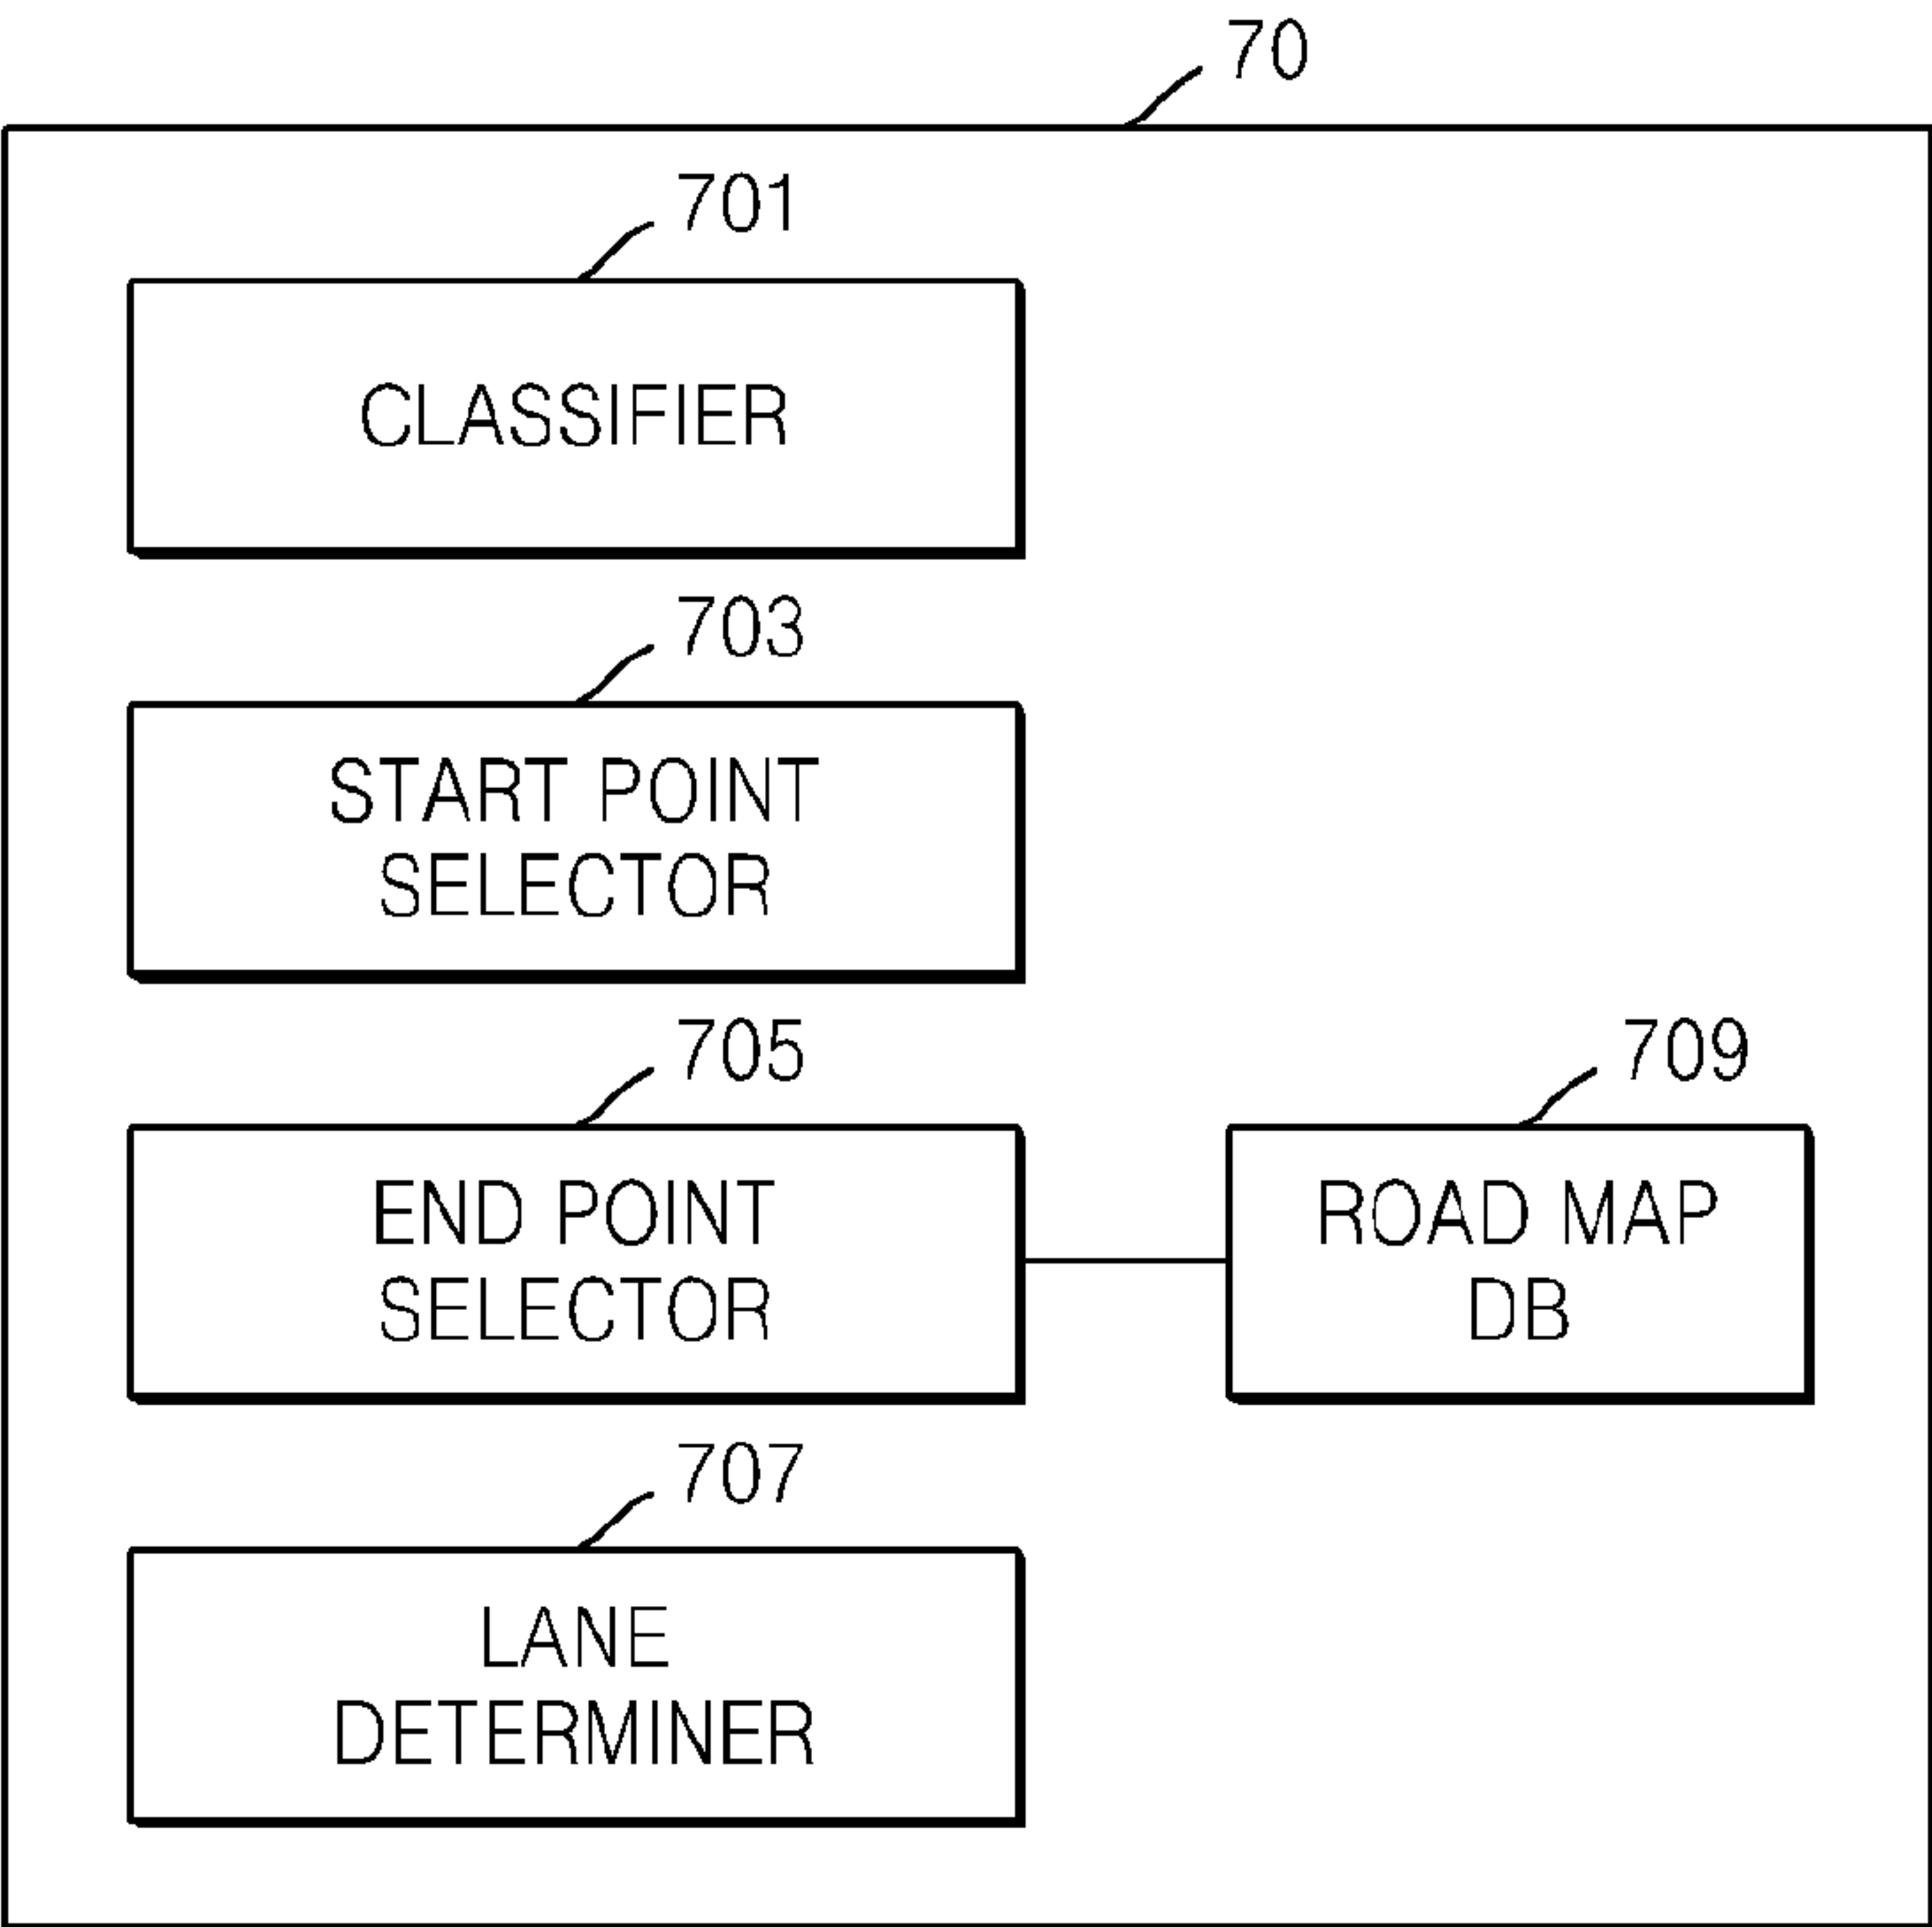 70
701
CLASSIFIER
703
START POINT
SELECTOR
705
END POINT
SELECTOR
709
ROAD MAP
DB
707
LANE
DETERMINER